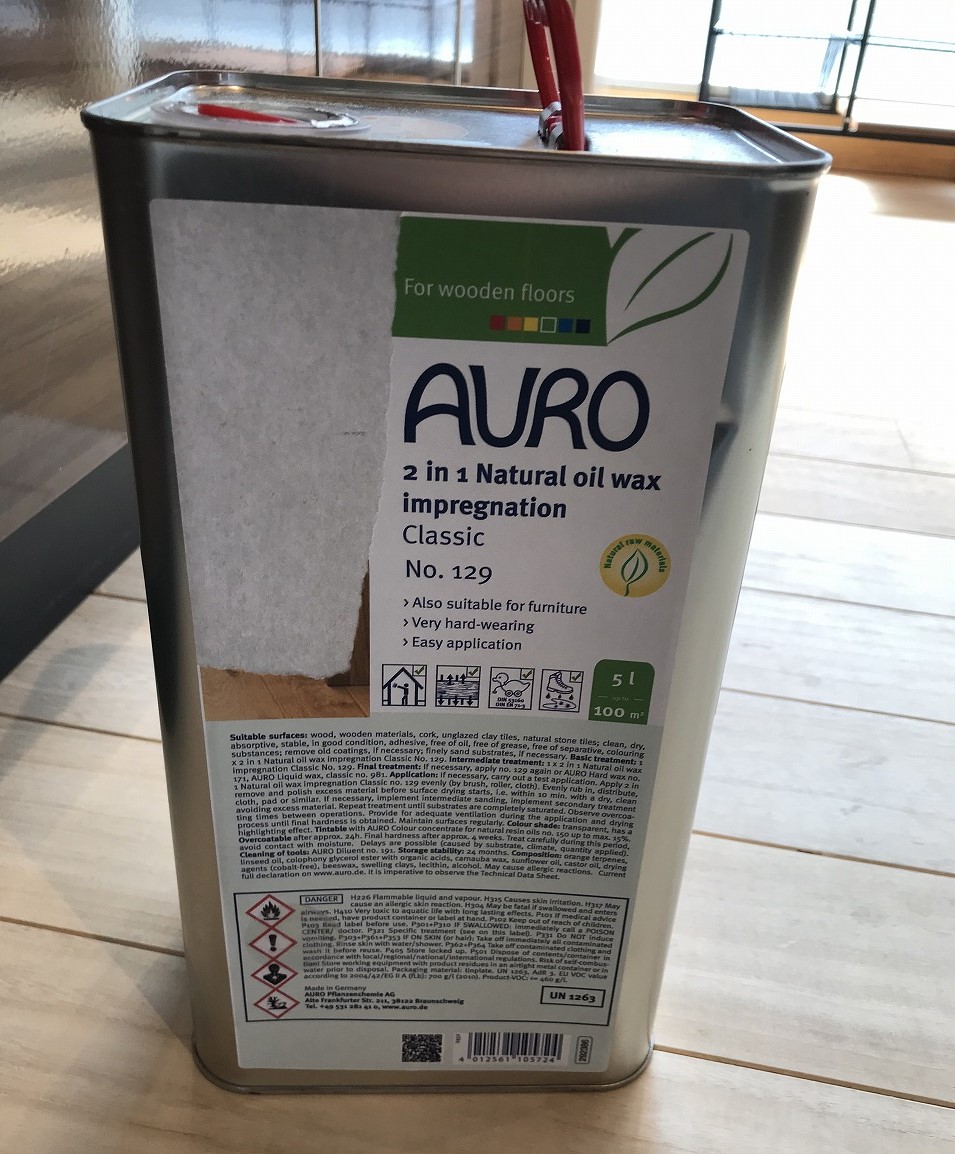 For wooden floors
AURO
2 in 1 Natural oil wax
impregnation
Classic
No. 129
Natural raw materials
› Also suitable for furniture
› Very hard-wearing
› Easy application
DIN 53160
DIN EN 71-3
5 l
100 m²
Suitable surfaces: wood, wooden materials, cork, unglazed clay tiles, natural stone tiles; clean, dry,
absorptive, stable, in good condition, adhesive, free of oil, free of grease, free of separative, colouring
substances; remove old coatings, if necessary; finely sand substrates, if necessary. Basic treatment: 1
x 2 in 1 Natural oil wax impregnation Classic No. 129. Intermediate treatment: 1 x 2 in 1 Natural oil wax
impregnation Classic No. 129. Final treatment: If necessary, apply no. 129 again or AURO Hard wax no.
171, AURO Liquid wax, classic no. 981. Application: If necessary, carry out a test application. Apply 2 in
1 Natural oil wax impregnation Classic No. 129 evenly (by brush, roller, cloth). Evenly rub in, distribute,
remove and polish excess material before surface drying starts, i.e. within 10 min. with a dry, clean
cloth, pad or similar. If necessary, implement intermediate sanding, implement secondary treatment
avoiding excess material. Repeat treatment until substrates are completely saturated. Observe overcoa-
ting times between operations. Provide for adequate ventilation during the application and drying
process until final hardness is obtained. Maintain surfaces regularly. Colour shade: transparent, has a
highlighting effect. Tintable with AURO Colour concentrate for natural resin oils no. 150 up to max. 15%.
Overcoatable after approx. 24h. Final hardness after approx. 4 weeks. Treat carefully during this period,
avoid contact with moisture. Delays are possible (caused by substrate, climate, quantity applied).
Cleaning of tools: AURO Diluent no. 191. Storage stability: 24 months. Composition: orange terpenes,
linseed oil, colophony glycerol ester with organic acids, carnauba wax, sunflower oil, castor oil, drying
agents (cobalt-free), beeswax, swelling clays, lecithin, alcohol. May cause allergic reactions. Current
full declaration on www.auro.de. It is imperative to observe the Technical Data Sheet.
DANGER H226 Flammable liquid and vapour. H315 Causes skin irritation. H317 May
cause an allergic skin reaction. H304 May be fatal if swallowed and enters
airways. H410 Very toxic to aquatic life with long lasting effects. P101 If medical advice
is needed, have product container or label at hand. P102 Keep out of reach of children.
P103 Read label before use. P301+P310 IF SWALLOWED: Immediately call a POISON
CENTER/ doctor. P321 Specific treatment (see on this label). P331 Do NOT induce
vomiting. P303+P361+P353 IF ON SKIN (or hair): Take off immediately all contaminated
clothing. Rinse skin with water/shower. P362+P364 Take off contaminated clothing and
wash it before reuse. P405 Store locked up. P501 Dispose of contents/container in
accordance with local/regional/national/international regulations. Risk of self-combus-
tion! Store working equipment with product residues in an airtight metal container or in
water prior to disposal. Packaging material: tinplate. UN 1263, AdR 3. EU VOC value
according to 2004/42/EG II A (f(Lb): 700 g/l (2010). Product-VOC: <= 460 g/l.
Made in Germany
AURO Pflanzenchemie AG
Alte Frankfurter Str. 211, 38122 Braunschweig
Tel. +49 531 281 41 0, www.auro.de
UN 1263
4 012561 105724
202386